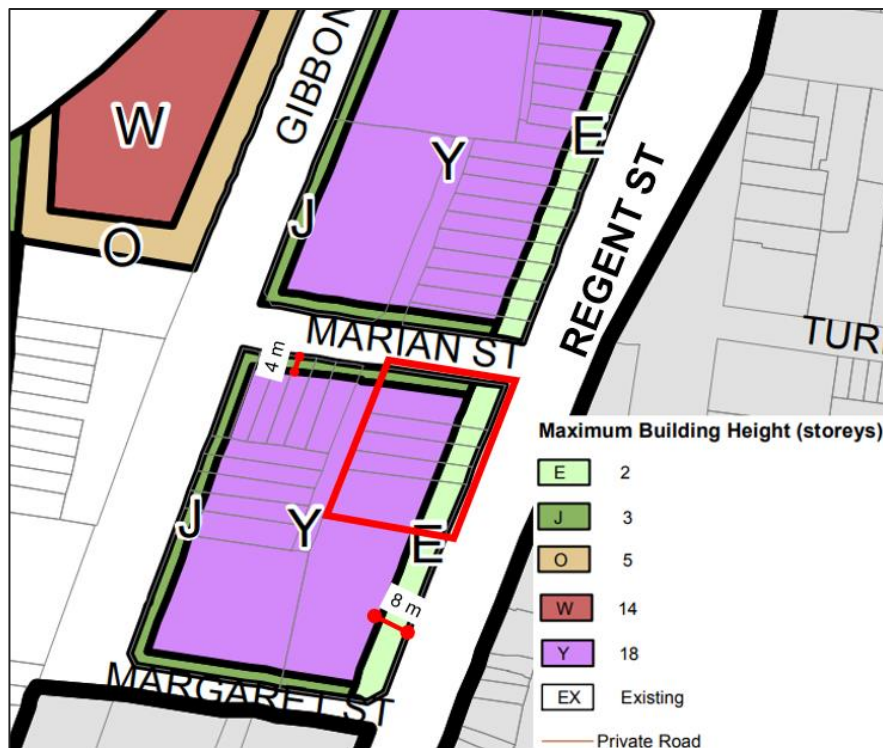 GIBBON
W
E
Y
J
O
REGENT ST
MARIAN ST
TUR
4 m
J
Y
E
8 m
MARGARET ST
Maximum Building Height (storeys)
E 2
J 3
O 5
W 14
Y 18
EX Existing
Private Road